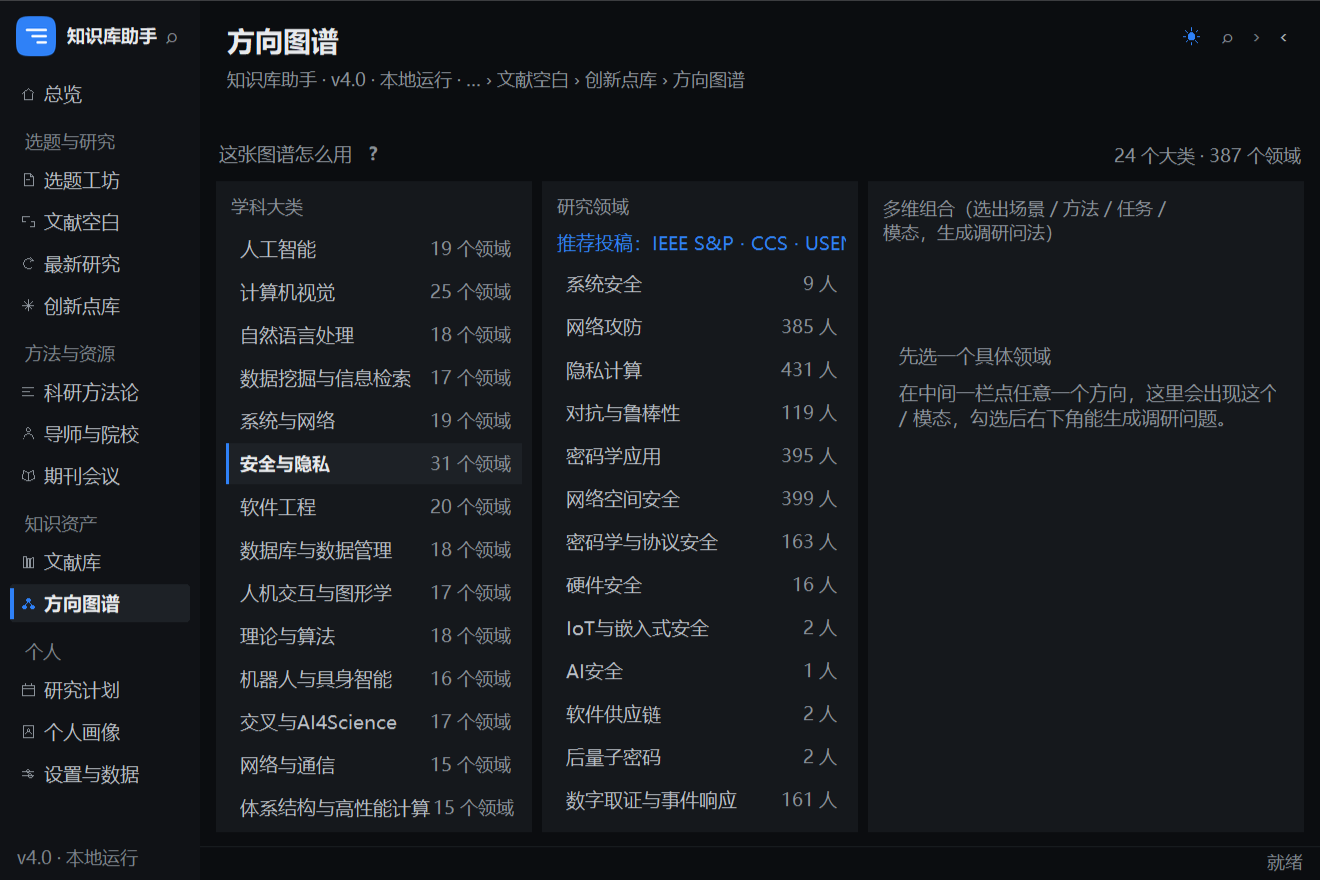 知识库助手
总览
选题与研究
选题工坊
文献空白
最新研究
创新点库
方法与资源
科研方法论
导师与院校
期刊会议
知识资产
文献库
方向图谱
个人
研究计划
个人画像
设置与数据
v4.0 · 本地运行
方向图谱
知识库助手 · v4.0 · 本地运行 · ... › 文献空白 › 创新点库 › 方向图谱
这张图谱怎么用 ?
24 个大类 · 387 个领域
学科大类
人工智能 19 个领域
计算机视觉 25 个领域
自然语言处理 18 个领域
数据挖掘与信息检索 17 个领域
系统与网络 19 个领域
安全与隐私 31 个领域
软件工程 20 个领域
数据库与数据管理 18 个领域
人机交互与图形学 17 个领域
理论与算法 18 个领域
机器人与具身智能 16 个领域
交叉与AI4Science 17 个领域
网络与通信 15 个领域
体系结构与高性能计算 15 个领域
研究领域
推荐投稿：IEEE S&P · CCS · USEN
系统安全 9 人
网络攻防 385 人
隐私计算 431 人
对抗与鲁棒性 119 人
密码学应用 395 人
网络空间安全 399 人
密码学与协议安全 163 人
硬件安全 16 人
IoT与嵌入式安全 2 人
AI安全 1 人
软件供应链 2 人
后量子密码 2 人
数字取证与事件响应 161 人
多维组合（选出场景 / 方法 / 任务 /
模态，生成调研问法）
先选一个具体领域
在中间一栏点任意一个方向，这里会出现这个
/ 模态，勾选后右下角能生成调研问题。
就绪